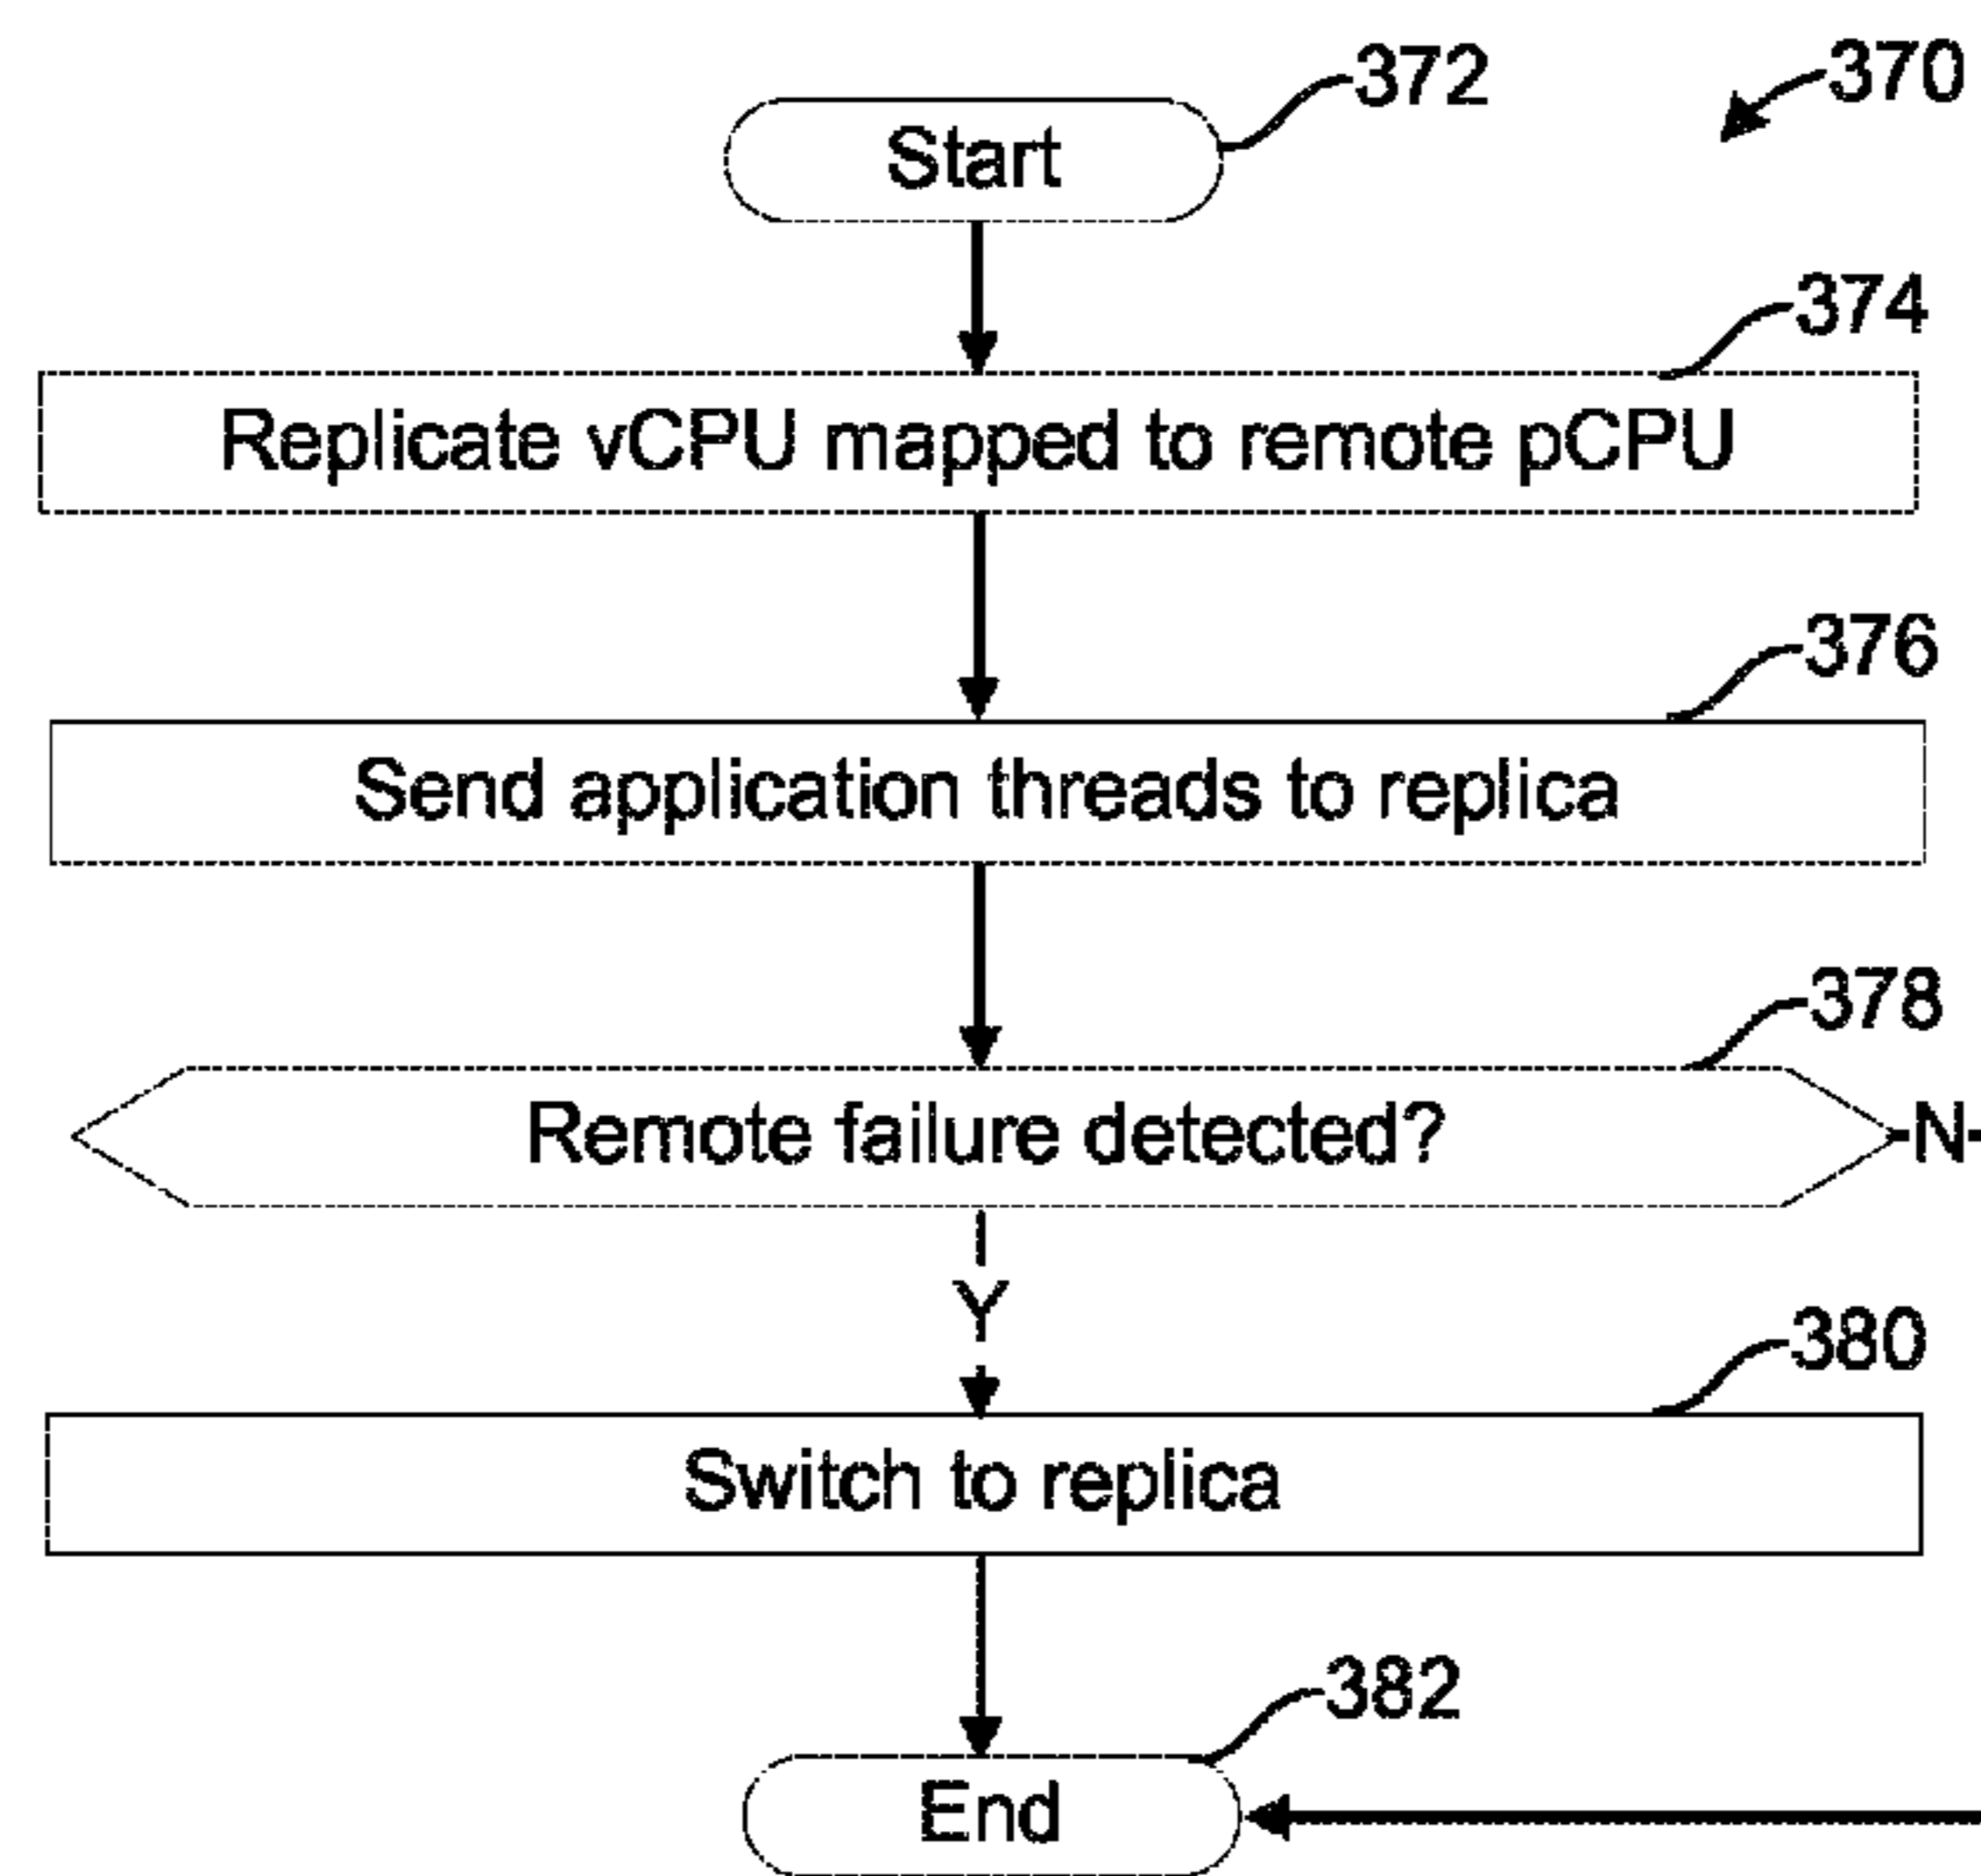 372
370
Start
374
Replicate vCPU mapped to remote pCPU
376
Send application threads to replica
378
Remote failure detected?
N
Y
380
Switch to replica
382
End